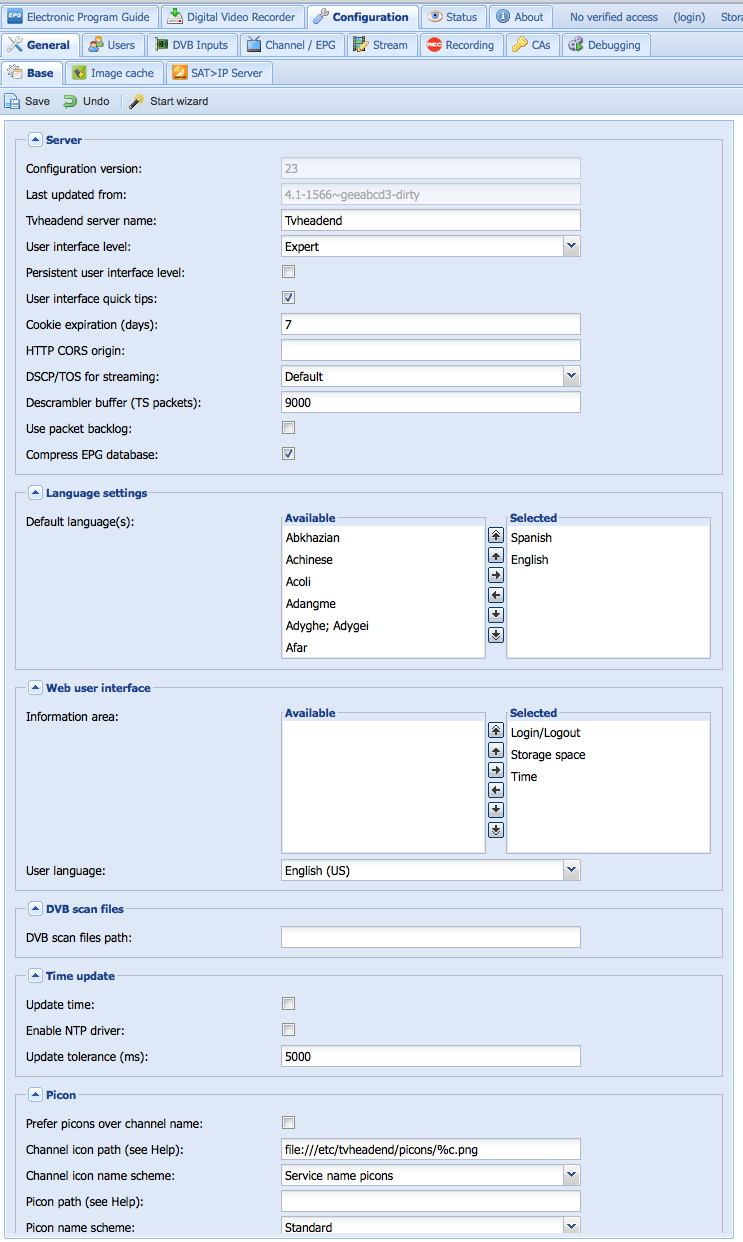 EPG Electronic Program Guide Digital Video Recorder Configuration Status About No verified access (login)
General Users DVB Inputs Channel / EPG Stream REC Recording CAs Debugging
Base Image cache SAT>IP Server
Save Undo Start wizard
Server
Configuration version: 23
Last updated from: 4.1-1566~geeabcd3-dirty
Tvheadend server name: Tvheadend
User interface level: Expert
Persistent user interface level:
User interface quick tips:
Cookie expiration (days): 7
HTTP CORS origin:
DSCP/TOS for streaming: Default
Descrambler buffer (TS packets): 9000
Use packet backlog:
Compress EPG database:
Language settings
Default language(s): Available Selected
Abkhazian Spanish
Achinese English
Acoli
Adangme
Adyghe; Adygei
Afar
Web user interface
Information area: Available Selected
Login/Logout
Storage space
Time
User language: English (US)
DVB scan files
DVB scan files path:
Time update
Update time:
Enable NTP driver:
Update tolerance (ms): 5000
Picon
Prefer picons over channel name:
Channel icon path (see Help): file:///etc/tvheadend/picons/%c.png
Channel icon name scheme: Service name picons
Picon path (see Help):
Picon name scheme: Standard